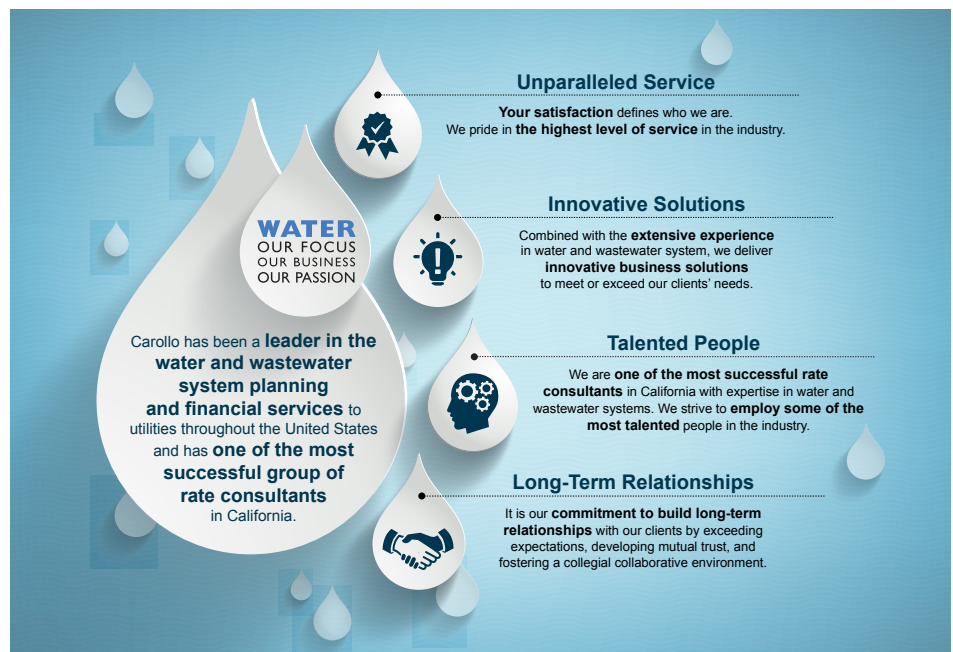 WATER
OUR FOCUS
OUR BUSINESS
OUR PASSION
Carollo has been a leader in the
water and wastewater
system planning
and financial services to
utilities throughout the United States
and has one of the most
successful group of
rate consultants
in California.
Unparalleled Service
Your satisfaction defines who we are.
We pride in the highest level of service in the industry.
Innovative Solutions
Combined with the extensive experience
in water and wastewater system, we deliver
innovative business solutions
to meet or exceed our clients’ needs.
Talented People
We are one of the most successful rate
consultants in California with expertise in water and
wastewater systems. We strive to employ some of the
most talented people in the industry.
Long-Term Relationships
It is our commitment to build long-term
relationships with our clients by exceeding
expectations, developing mutual trust, and
fostering a collegial collaborative environment.